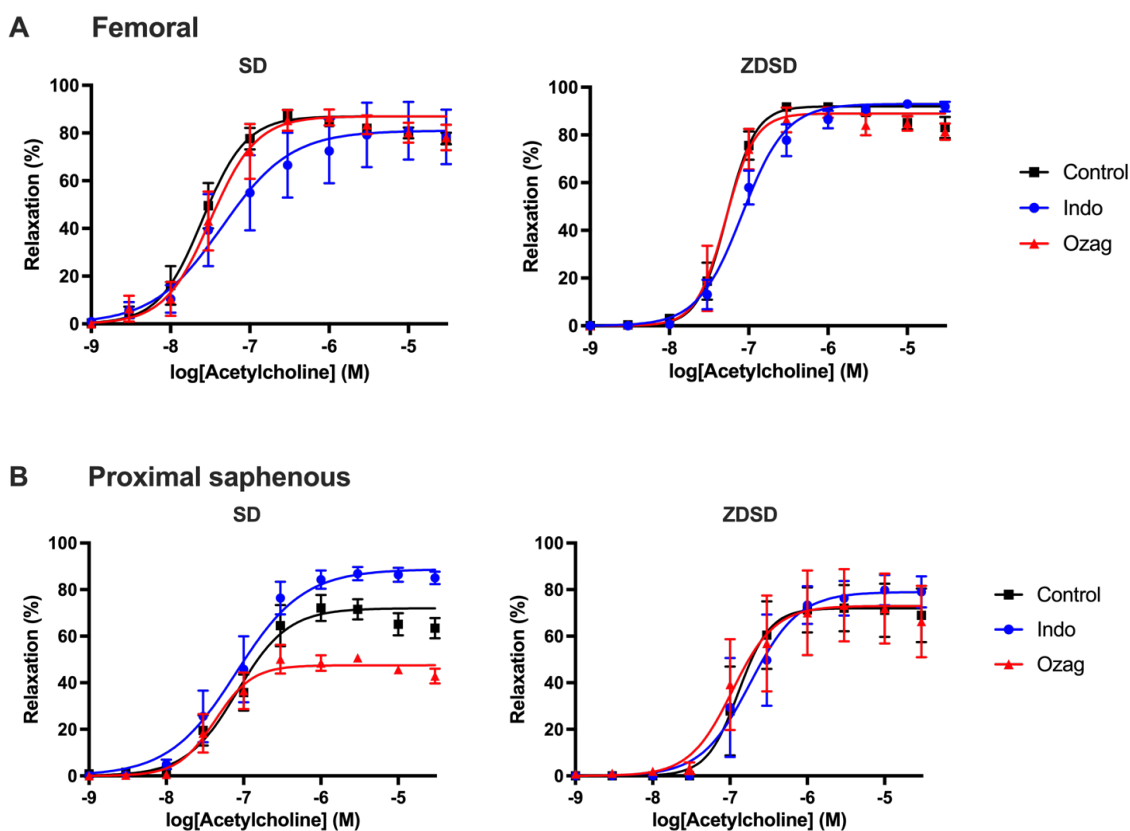 A Femoral
SD
ZDSD
Relaxation (%)
100
80
60
40
20
0
-9
-8
-7
-6
-5
log[Acetylcholine] (M)
Relaxation (%)
100
80
60
40
20
0
-9
-8
-7
-6
-5
log[Acetylcholine] (M)
Control
Indo
Ozag
B Proximal saphenous
SD
ZDSD
Relaxation (%)
100
80
60
40
20
0
-9
-8
-7
-6
-5
log[Acetylcholine] (M)
Relaxation (%)
100
80
60
40
20
0
-9
-8
-7
-6
-5
log[Acetylcholine] (M)
Control
Indo
Ozag